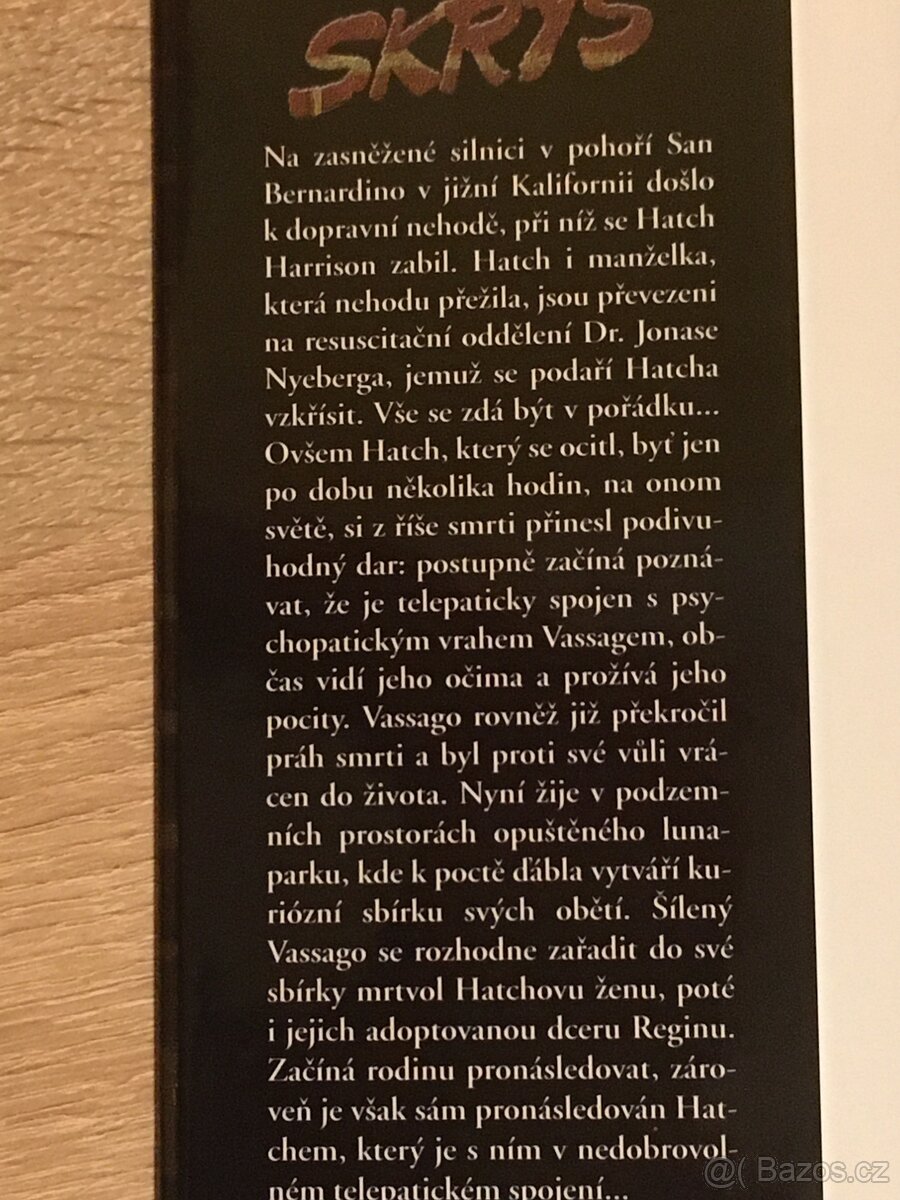 SKRÝŠ
Na zasněžené silnici v pohoří San
Bernardino v jižní Kalifornii došlo
k dopravní nehodě, při níž se Hatch
Harrison zabil. Hatch i manželka,
která nehodu přežila, jsou převezeni
na resuscitační oddělení Dr. Jonase
Nyeberga, jemuž se podaří Hatcha
vzkřísit. Vše se zdá být v pořádku...
Ovšem Hatch, který se ocitl, byť jen
po dobu několika hodin, na onom
světě, si z říše smrti přinesl podivu-
hodný dar: postupně začíná pozná-
vat, že je telepaticky spojen s psy-
chopatickým vrahem Vassagem, ob-
čas vidí jeho očima a prožívá jeho
pocity. Vassago rovněž již překročil
práh smrti a byl proti své vůli vrá-
cen do života. Nyní žije v podzem-
ních prostorách opuštěného luna-
parku, kde k poctě ďábla vytváří ku-
riózní sbírku svých obětí. Šílený
Vassago se rozhodne zařadit do své
sbírky mrtvol Hatchovu ženu, poté
i jejich adoptovanou dceru Reginu.
Začíná rodinu pronásledovat, záro-
veň je však sám pronásledován Hat-
chem, který je s ním v nedobrovol-
ném telepatickém spojení...
@( Bazos.cz